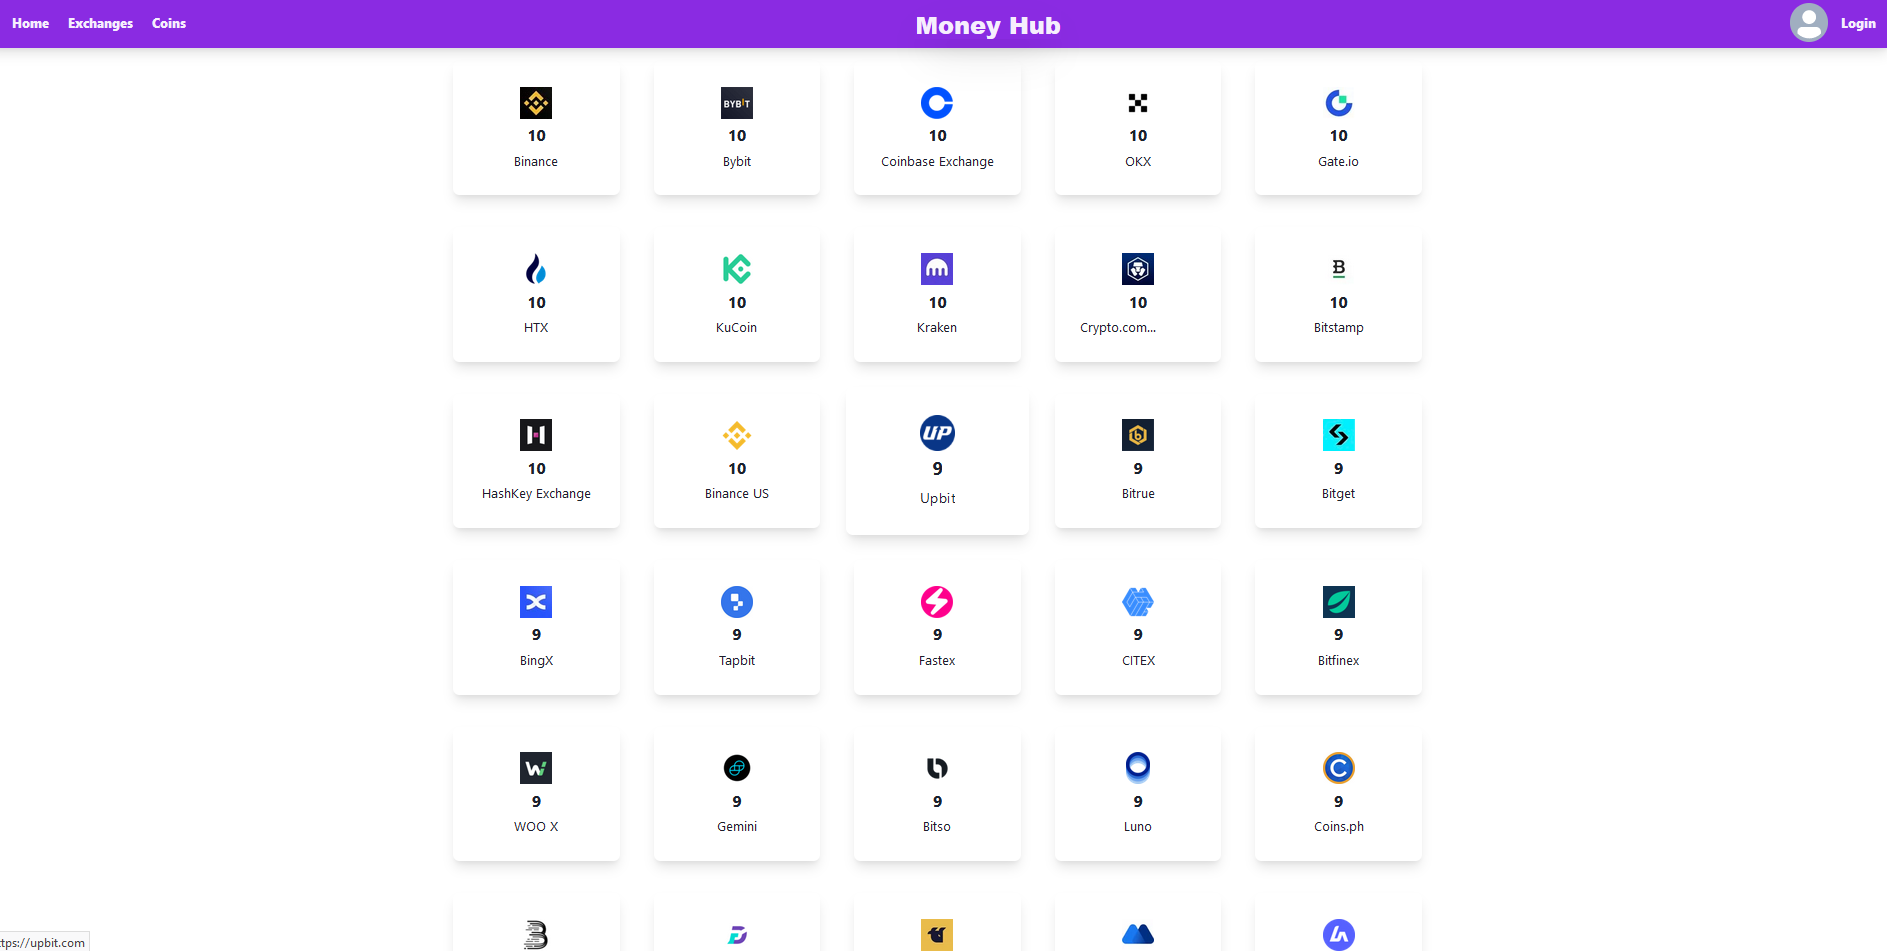 Home Exchanges Coins Money Hub Login
BYBIT
10 10 10 10 10
Binance Bybit Coinbase Exchange OKX Gate.io
10 10 10 10 10
HTX KuCoin Kraken Crypto.com... Bitstamp
UP
10 10 9 9 9
HashKey Exchange Binance US Upbit Bitrue Bitget
9 9 9 9 9
BingX Tapbit Fastex CITEX Bitfinex
9 9 9 9 9
WOO X Gemini Bitso Luno Coins.ph
ttps://upbit.com